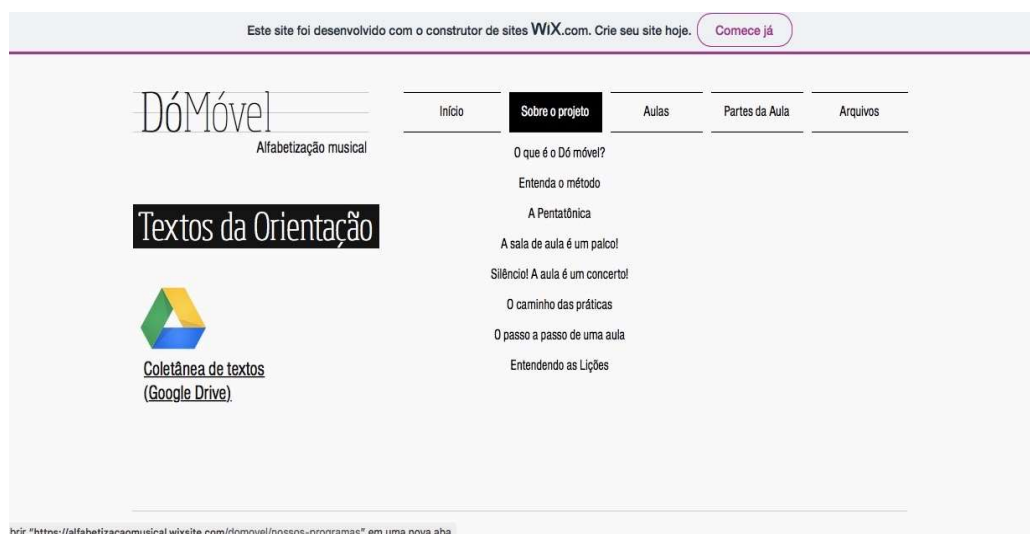 Este site foi desenvolvido com o construtor de sites WiX.com. Crie seu site hoje. Comece já
DóMóvel
Alfabetização musical
Início Sobre o projeto Aulas Partes da Aula Arquivos
O que é o Dó móvel?
Entenda o método
A Pentatônica
A sala de aula é um palco!
Silêncio! A aula é um concerto!
O caminho das práticas
O passo a passo de uma aula
Entendendo as Lições
Textos da Orientação
Coletânea de textos
(Google Drive)
brir "https://alfabetizacaomusical.wixsite.com/domovel/nossos-programas" em uma nova aba